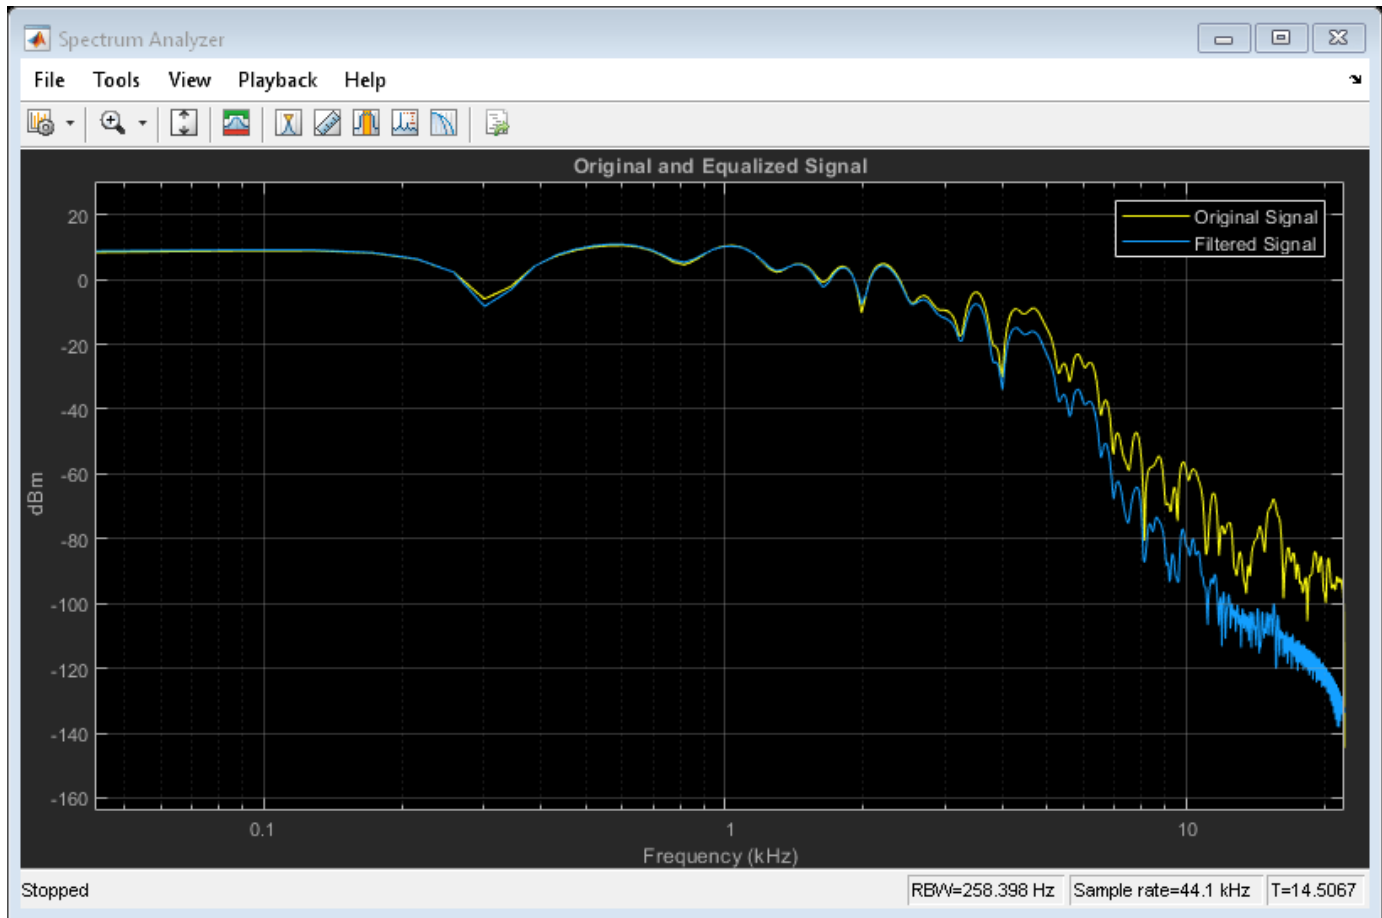 Spectrum Analyzer
File Tools View Playback Help
Original and Equalized Signal
Original Signal
Filtered Signal
20
0
-20
-40
-60
-80
-100
-120
-140
-160
dBm
0.1 1 10
Frequency (kHz)
Stopped RBW=258.398 Hz Sample rate=44.1 kHz T=14.5067